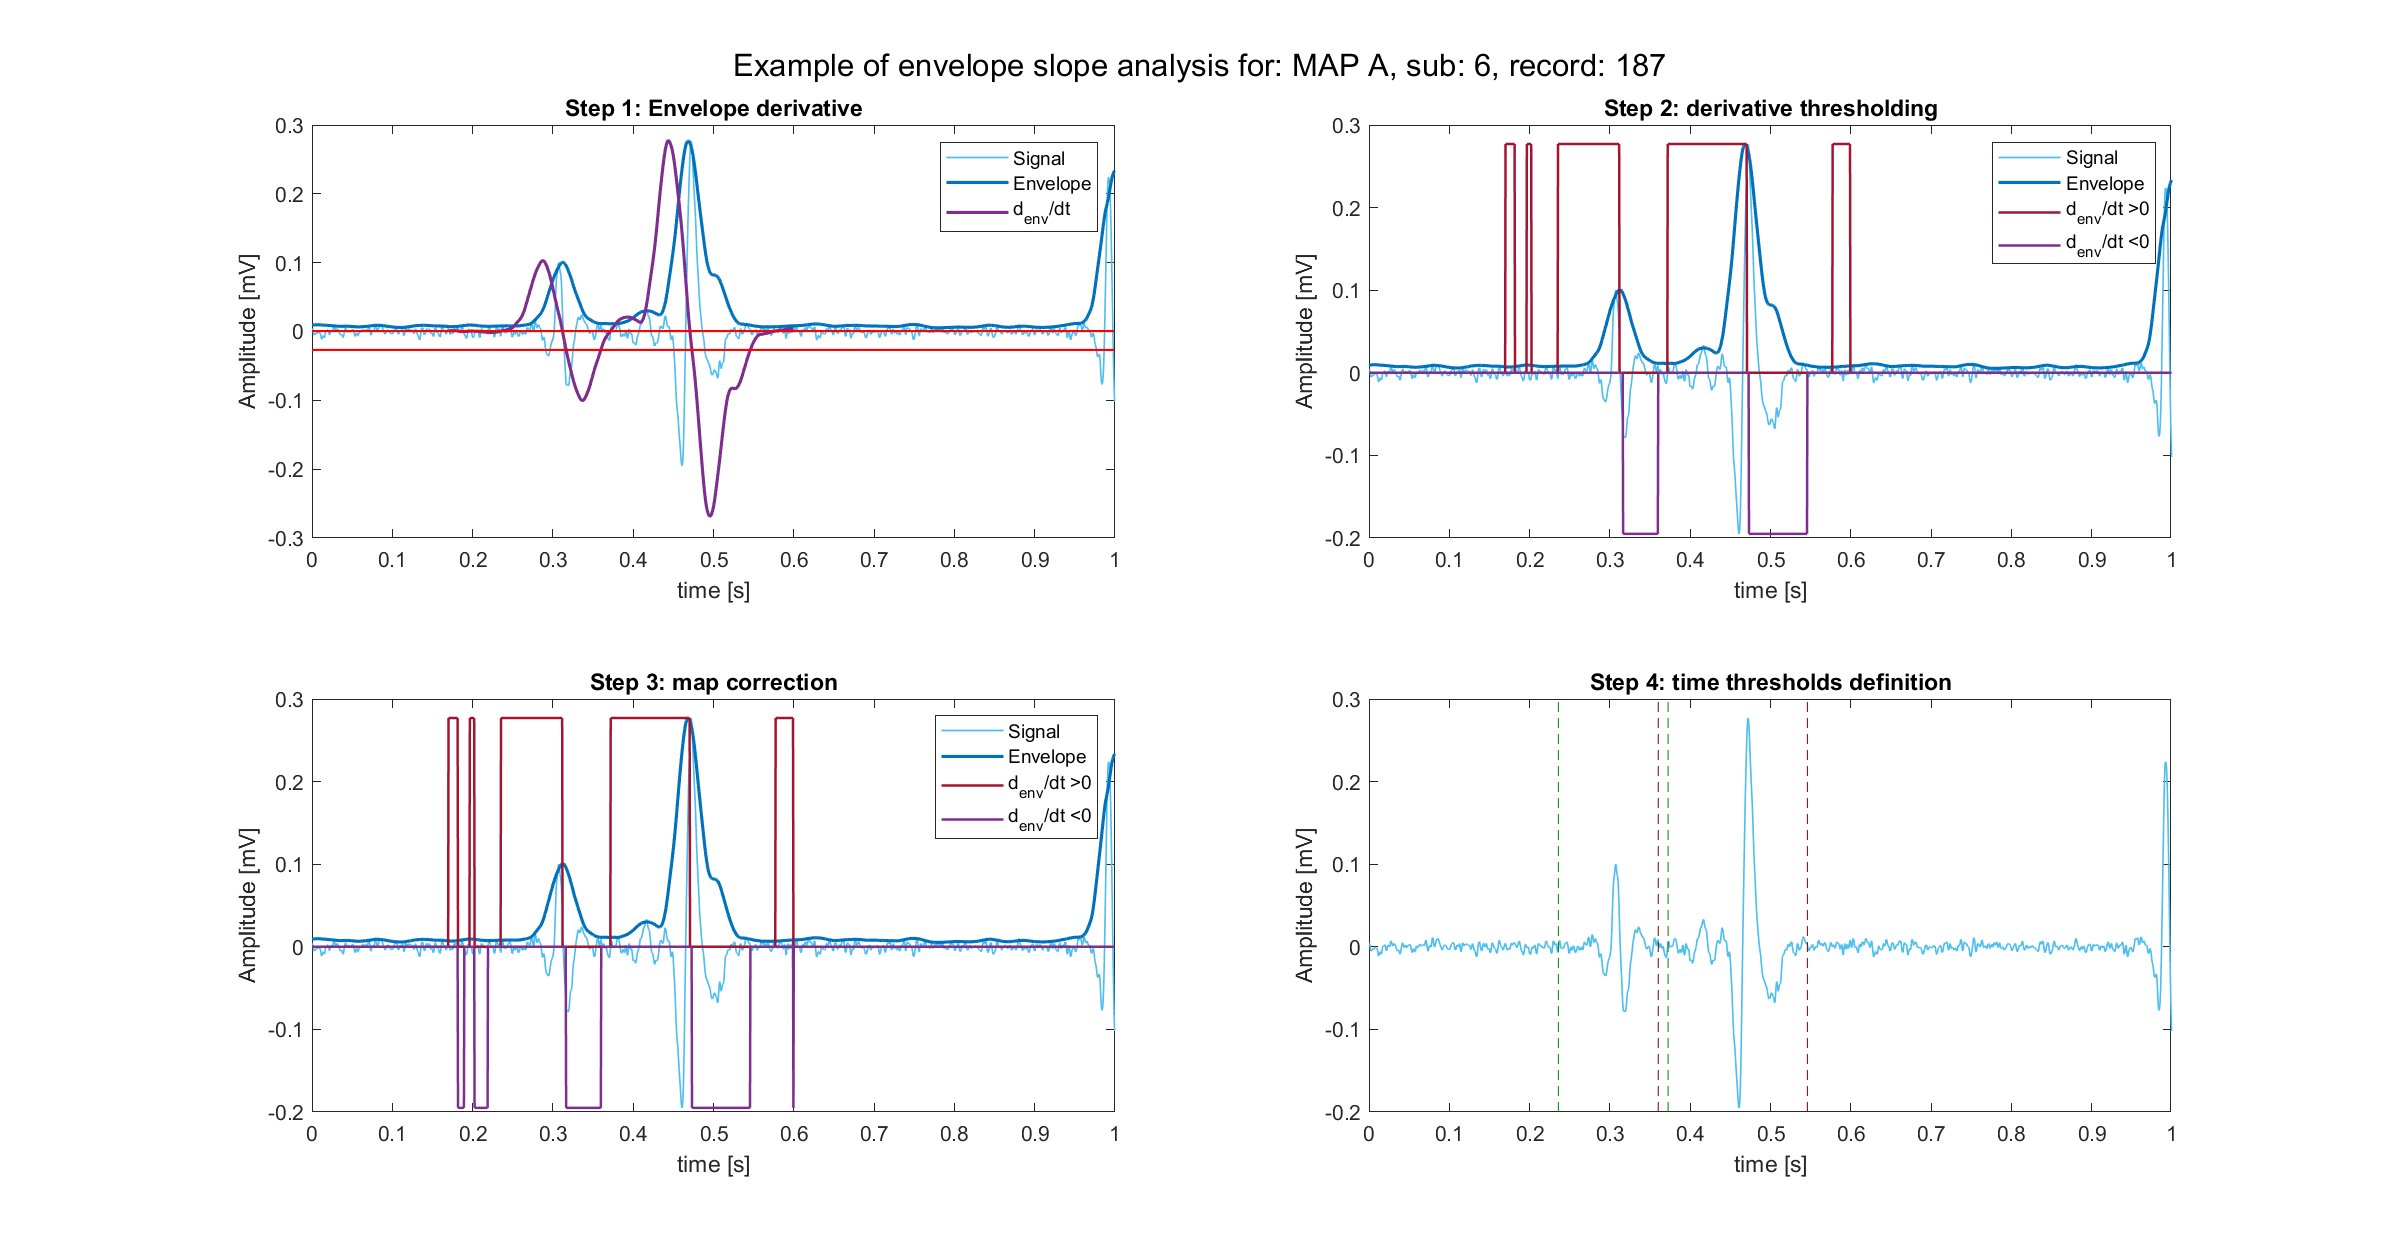 Example of envelope slope analysis for: MAP A, sub: 6, record: 187
Step 1: Envelope derivative
0.3
0.2
0.1
0
-0.1
-0.2
-0.3
Amplitude [mV]
0 0.1 0.2 0.3 0.4 0.5 0.6 0.7 0.8 0.9 1
time [s]
Signal
Envelope
denv/dt
Step 2: derivative thresholding
0.3
0.2
0.1
0
-0.1
-0.2
Amplitude [mV]
0 0.1 0.2 0.3 0.4 0.5 0.6 0.7 0.8 0.9 1
time [s]
Signal
Envelope
denv/dt >0
denv/dt <0
Step 3: map correction
0.3
0.2
0.1
0
-0.1
-0.2
Amplitude [mV]
0 0.1 0.2 0.3 0.4 0.5 0.6 0.7 0.8 0.9 1
time [s]
Signal
Envelope
denv/dt >0
denv/dt <0
Step 4: time thresholds definition
0.3
0.2
0.1
0
-0.1
-0.2
Amplitude [mV]
0 0.1 0.2 0.3 0.4 0.5 0.6 0.7 0.8 0.9 1
time [s]